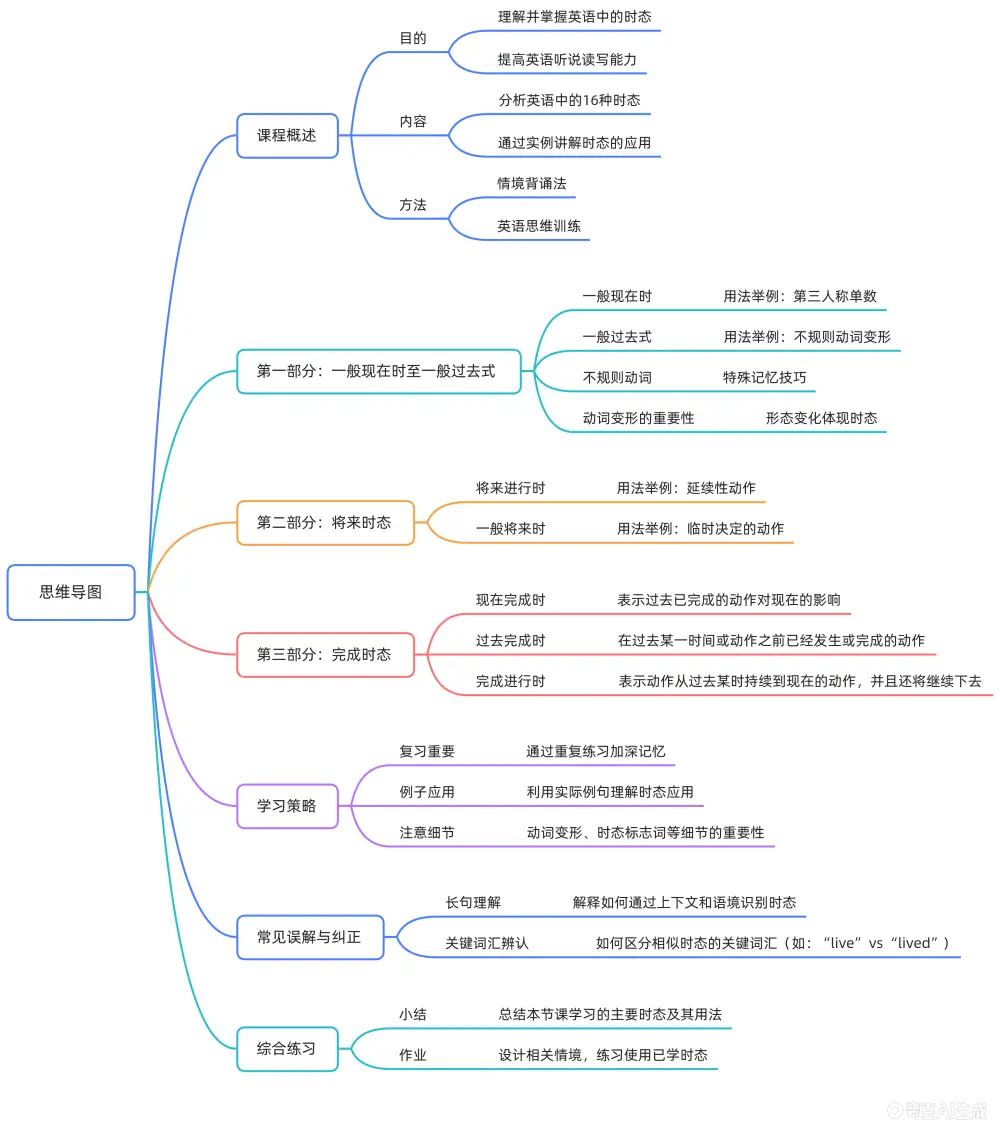 思维导图
课程概述
目的
理解并掌握英语中的时态
提高英语听说读写能力
内容
分析英语中的16种时态
通过实例讲解时态的应用
方法
情境背诵法
英语思维训练
第一部分：一般现在时至一般过去式
一般现在时
用法举例：第三人称单数
一般过去式
用法举例：不规则动词变形
不规则动词
特殊记忆技巧
动词变形的重要性
形态变化体现时态
第二部分：将来时态
将来进行时
用法举例：延续性动作
一般将来时
用法举例：临时决定的动作
第三部分：完成时态
现在完成时
表示过去已完成的动作对现在的影响
过去完成时
在过去某一时间或动作之前已经发生或完成的动作
完成进行时
表示动作从过去某时持续到现在的动作，并且还将继续下去
学习策略
复习重要
通过重复练习加深记忆
例子应用
利用实际例句理解时态应用
注意细节
动词变形、时态标志词等细节的重要性
常见误解与纠正
长句理解
解释如何通过上下文和语境识别时态
关键词汇辨认
如何区分相似时态的关键词汇（如：“live” vs “lived”）
综合练习
小结
总结本节课学习的主要时态及其用法
作业
设计相关情境，练习使用已学时态
夸克AI生成